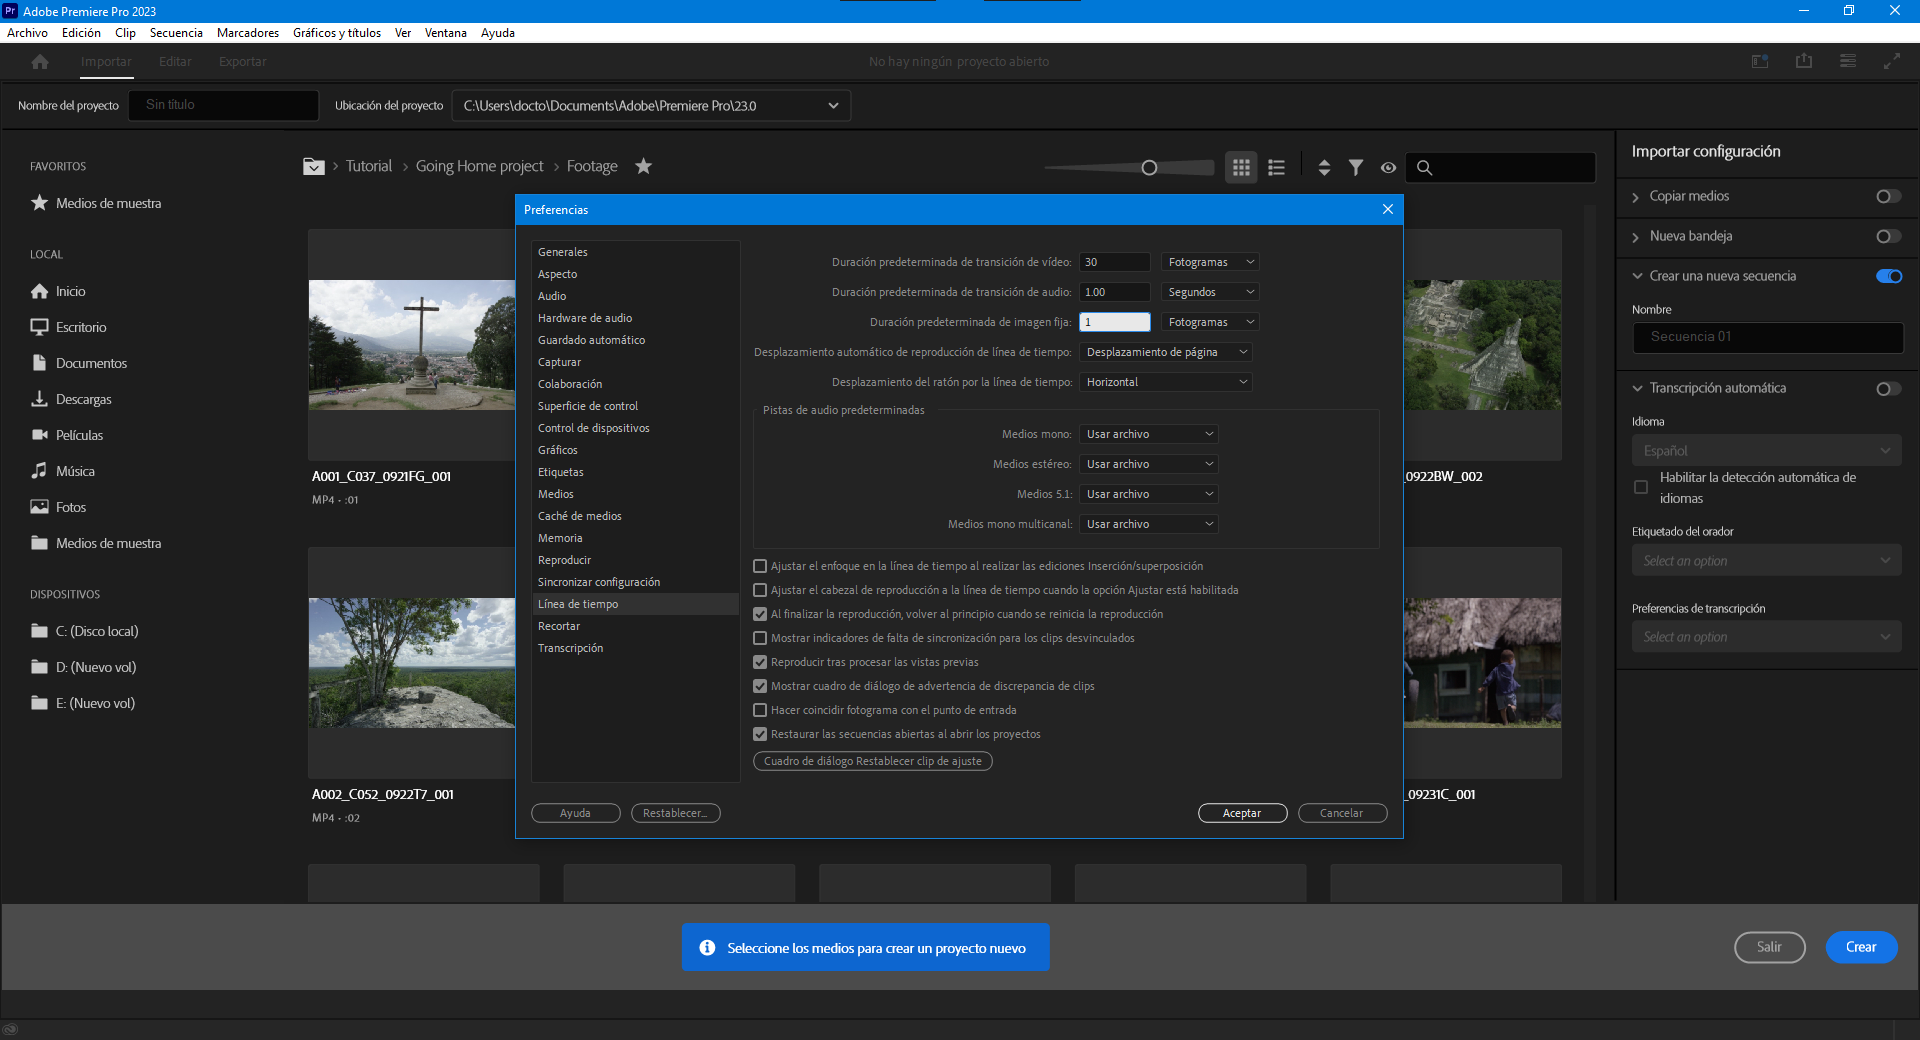 Pr Adobe Premiere Pro 2023
Archivo Edición Clip Secuencia Marcadores Gráficos y títulos Ver Ventana Ayuda
Importar Editar Exportar No hay ningún proyecto abierto
Nombre del proyecto Sin título Ubicación del proyecto C:\Users\docto\Documents\Adobe\Premiere Pro\23.0
FAVORITOS
Medios de muestra
LOCAL
Inicio
Escritorio
Documentos
Descargas
Películas
Música
Fotos
Medios de muestra
DISPOSITIVOS
C: (Disco local)
D: (Nuevo vol)
E: (Nuevo vol)
Tutorial Going Home project Footage
A001_C037_0921FG_001
MP4 - :01
A002_C052_0922T7_001
MP4 - :02
_0922BW_002
_09231C_001
Preferencias
Generales
Aspecto
Audio
Hardware de audio
Guardado automático
Capturar
Colaboración
Superficie de control
Control de dispositivos
Gráficos
Etiquetas
Medios
Caché de medios
Memoria
Reproducir
Sincronizar configuración
Línea de tiempo
Recortar
Transcripción
Duración predeterminada de transición de vídeo: 30 Fotogramas
Duración predeterminada de transición de audio: 1.00 Segundos
Duración predeterminada de imagen fija: 1 Fotogramas
Desplazamiento automático de reproducción de línea de tiempo: Desplazamiento de página
Desplazamiento del ratón por la línea de tiempo: Horizontal
Pistas de audio predeterminadas
Medios mono: Usar archivo
Medios estéreo: Usar archivo
Medios 5.1: Usar archivo
Medios mono multicanal: Usar archivo
Ajustar el enfoque en la línea de tiempo al realizar las ediciones Inserción/superposición
Ajustar el cabezal de reproducción a la línea de tiempo cuando la opción Ajustar está habilitada
Al finalizar la reproducción, volver al principio cuando se reinicia la reproducción
Mostrar indicadores de falta de sincronización para los clips desvinculados
Reproducir tras procesar las vistas previas
Mostrar cuadro de diálogo de advertencia de discrepancia de clips
Hacer coincidir fotograma con el punto de entrada
Restaurar las secuencias abiertas al abrir los proyectos
Cuadro de diálogo Restablecer clip de ajuste
Ayuda Restablecer... Aceptar Cancelar
Importar configuración
Copiar medios
Nueva bandeja
Crear una nueva secuencia
Nombre
Secuencia 01
Transcripción automática
Idioma
Español
Habilitar la detección automática de
idiomas
Etiquetado del orador
Select an option
Preferencias de transcripción
Select an option
Seleccione los medios para crear un proyecto nuevo
Salir Crear